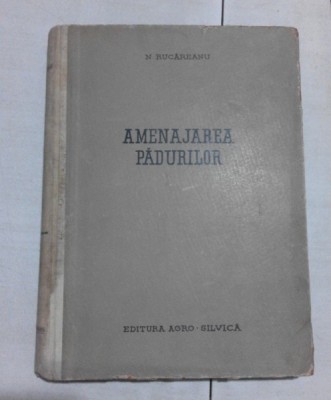 N. RUCĂREANU
AMENAJAREA
PĂDURILOR
EDITURA AGRO-SILVICĂ